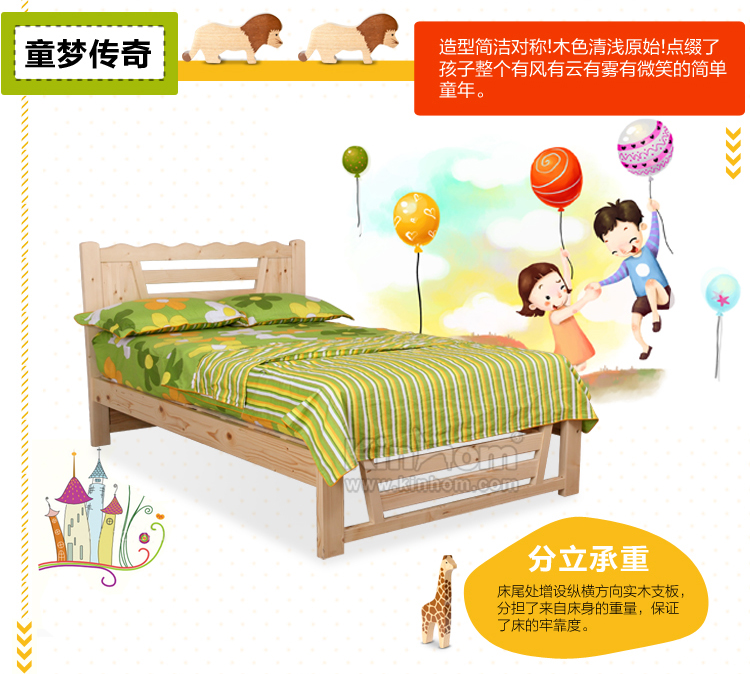 童梦传奇
造型简洁对称!木色清浅原始!点缀了
孩子整个有风有云有雾有微笑的简单
童年。
kinhom
www.kinhom.com
分立承重
床尾处增设纵横方向实木支板，
分担了来自床身的重量，保证
了床的牢靠度。